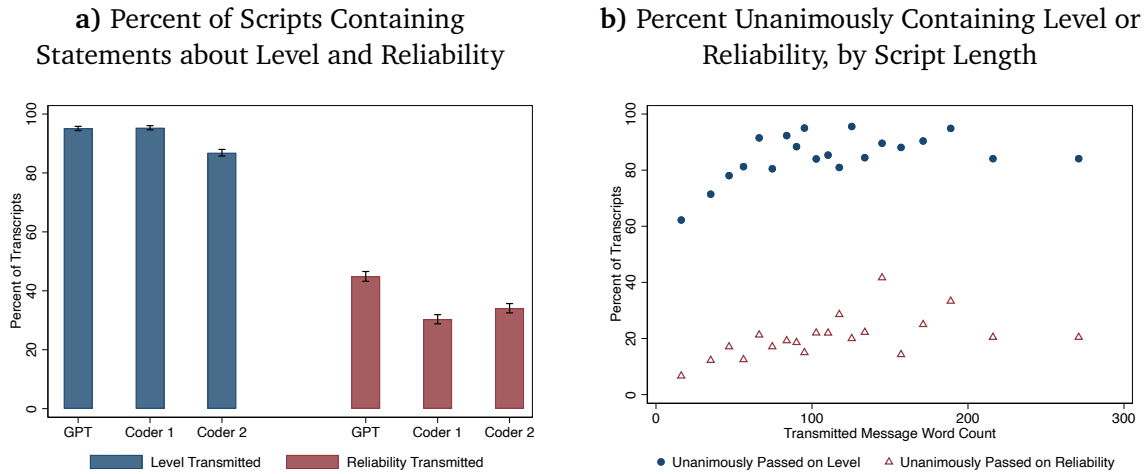 a) Percent of Scripts Containing
Statements about Level and Reliability
Percent of Transcripts
100
80
60
40
20
0
GPT Coder 1 Coder 2 GPT Coder 1 Coder 2
Level Transmitted Reliability Transmitted
b) Percent Unanimously Containing Level or
Reliability, by Script Length
Percent of Transcripts
100
80
60
40
20
0
0 100 200 300
Transmitted Message Word Count
Unanimously Passed on Level Unanimously Passed on Reliability